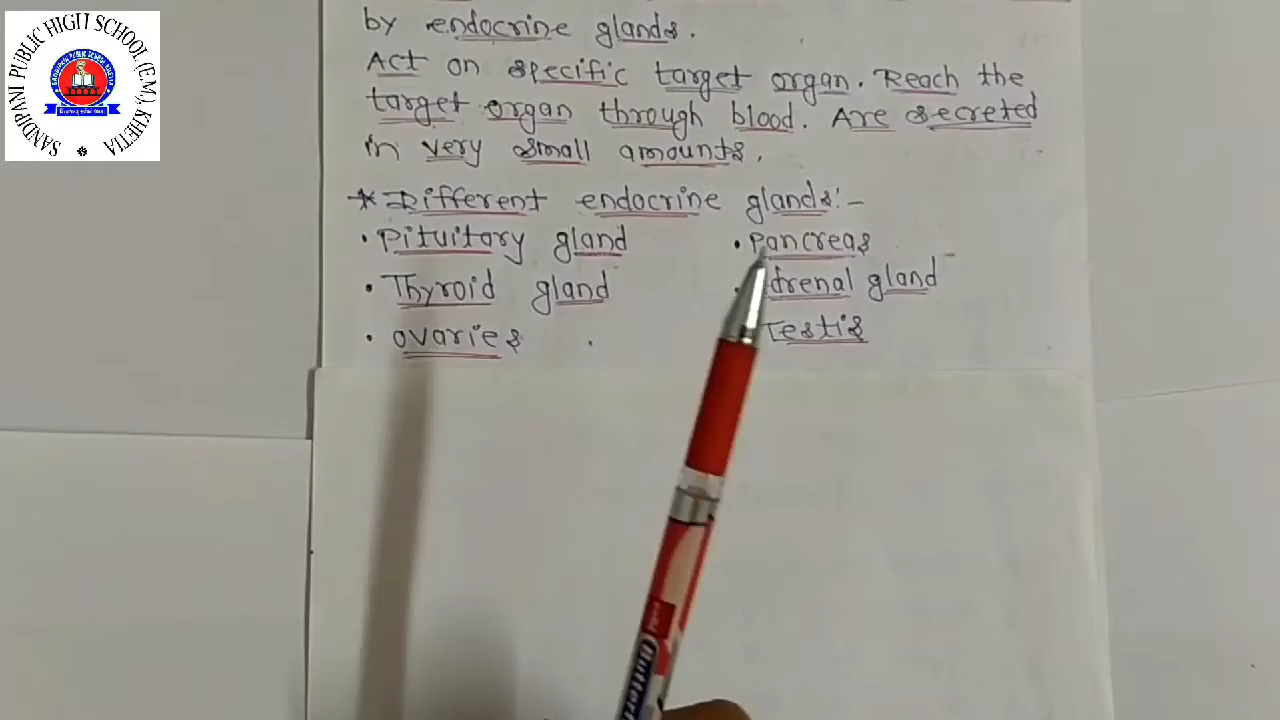 SANDIPANI PUBLIC HIGH SCHOOL (E.M), KHETIA
by endocrine glands.
Act on specific target organ. Reach the
target organ through blood. Are secreted
in very small amounts.
* Different endocrine glands:-
• Pituitary gland • Pancreas
• Thyroid gland • drenal gland
• ovaries Testis